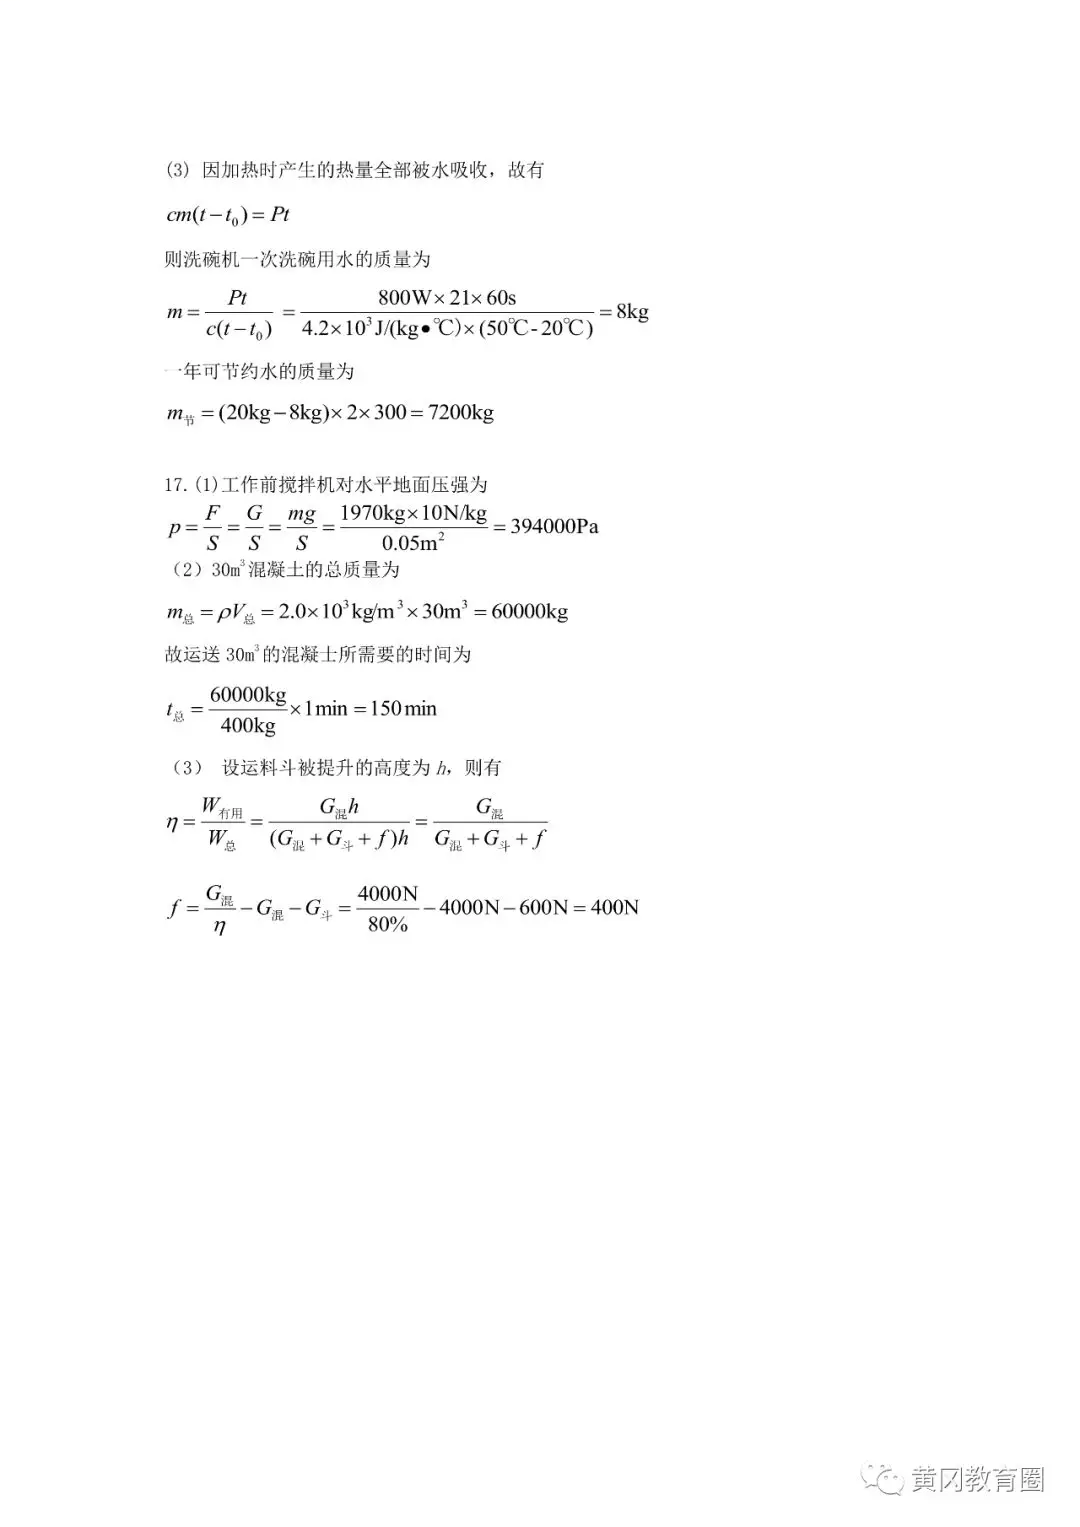 (3) 因加热时产生的热量全部被水吸收，故有
cm(t－t₀)＝Pt
则洗碗机一次洗碗用水的质量为
m＝Pt/c(t－t₀)＝800W×21×60s/4.2×10³J/(kg●℃)×(50℃-20℃)＝8kg
一年可节约水的质量为
m节＝(20kg－8kg)×2×300＝7200kg
17.(1)工作前搅拌机对水平地面压强为
p＝F/S＝G/S＝mg/S＝1970kg×10N/kg/0.05m²＝394000Pa
（2）30m³混凝土的总质量为
m总＝ρV总＝2.0×10³kg/m³×30m³＝60000kg
故运送30m³的混凝士所需要的时间为
t总＝60000kg/400kg×1min＝150min
（3） 设运料斗被提升的高度为h，则有
η＝W有用/W总＝G混h/(G混＋G斗＋f)h＝G混/G混＋G斗＋f
f＝G混/η－G混－G斗＝4000N/80%－4000N－600N＝400N
黄冈教育圈